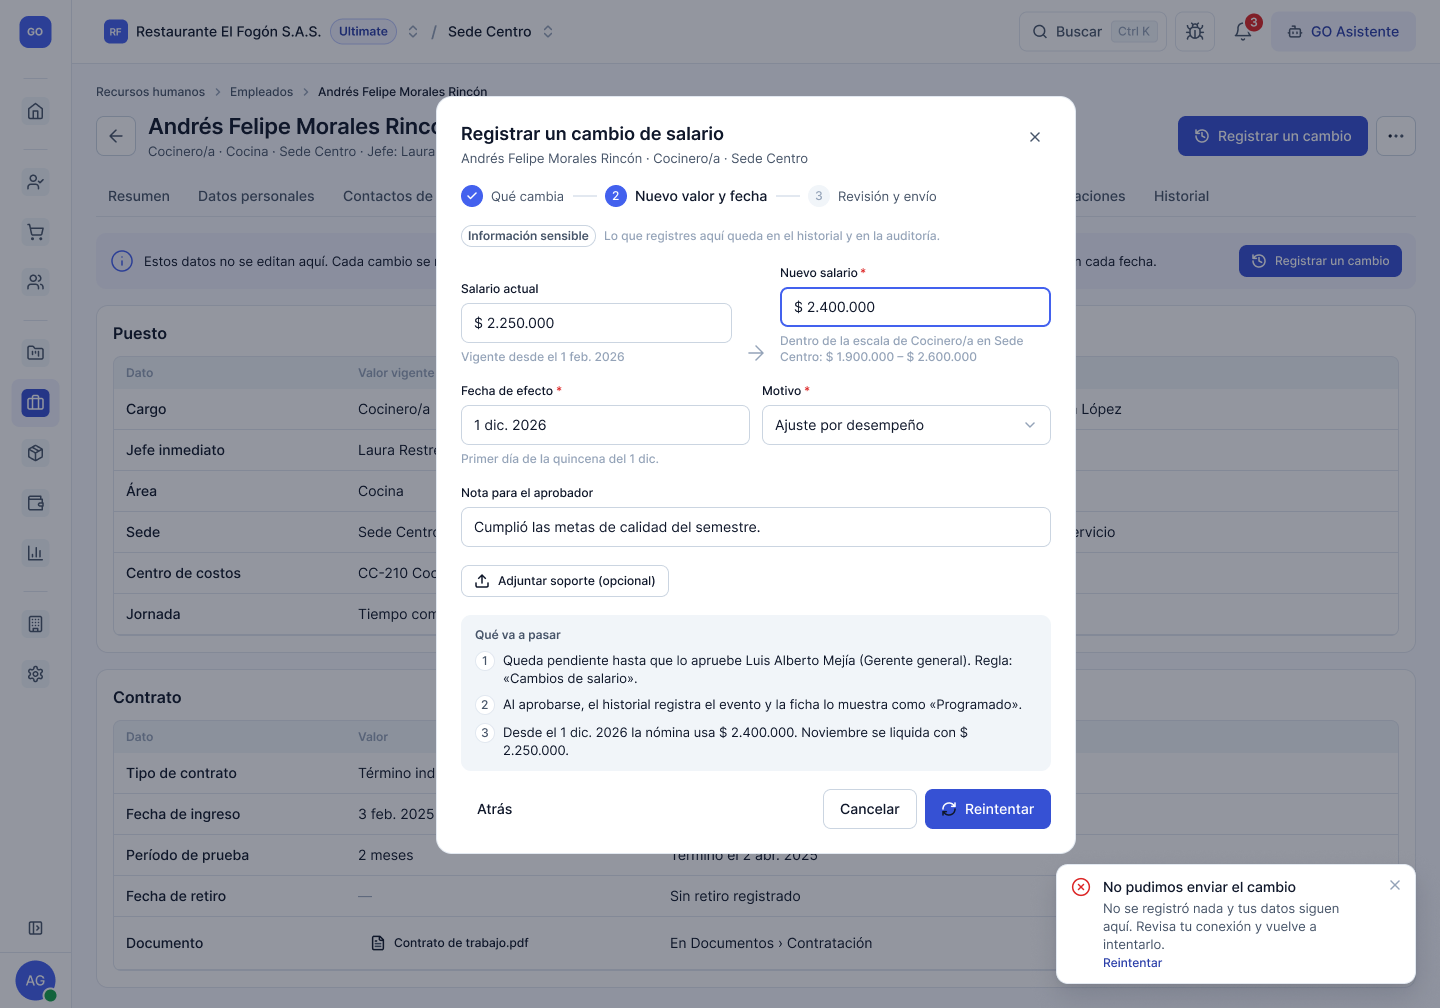 GO
RF Restaurante El Fogón S.A.S. Ultimate / Sede Centro
Buscar Ctrl K
3
GO Asistente
Recursos humanos > Empleados > Andrés Felipe Morales Rincón
Andrés Felipe Morales Rinc
Cocinero/a · Cocina · Sede Centro · Jefe: Laura
Registrar un cambio
Resumen Datos personales Contactos de
aciones Historial
Estos datos no se editan aquí. Cada cambio se
n cada fecha.
Registrar un cambio
Puesto
Dato Valor vigente
Cargo Cocinero/a
López
Jefe inmediato Laura Restre
Área Cocina
Sede Sede Centro
ervicio
Centro de costos CC-210 Coc
Jornada Tiempo com
Contrato
Dato Valor
Tipo de contrato Término ind
Fecha de ingreso 3 feb. 2025
Período de prueba 2 meses Terminó el 2 abr. 2025
Fecha de retiro — Sin retiro registrado
Documento Contrato de trabajo.pdf En Documentos › Contratación
AG
Registrar un cambio de salario
Andrés Felipe Morales Rincón · Cocinero/a · Sede Centro
Qué cambia 2 Nuevo valor y fecha 3 Revisión y envío
Información sensible Lo que registres aquí queda en el historial y en la auditoría.
Salario actual
$ 2.250.000
Vigente desde el 1 feb. 2026
Nuevo salario *
$ 2.400.000
Dentro de la escala de Cocinero/a en Sede
Centro: $ 1.900.000 – $ 2.600.000
Fecha de efecto *
1 dic. 2026
Primer día de la quincena del 1 dic.
Motivo *
Ajuste por desempeño
Nota para el aprobador
Cumplió las metas de calidad del semestre.
Adjuntar soporte (opcional)
Qué va a pasar
1 Queda pendiente hasta que lo apruebe Luis Alberto Mejía (Gerente general). Regla:
«Cambios de salario».
2 Al aprobarse, el historial registra el evento y la ficha lo muestra como «Programado».
3 Desde el 1 dic. 2026 la nómina usa $ 2.400.000. Noviembre se liquida con $
2.250.000.
Atrás Cancelar Reintentar
No pudimos enviar el cambio
No se registró nada y tus datos siguen
aquí. Revisa tu conexión y vuelve a
intentarlo.
Reintentar